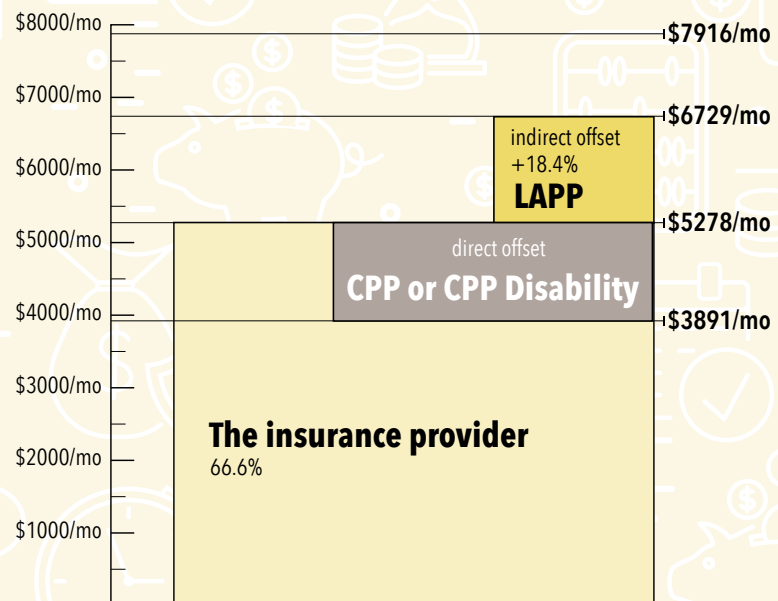 $8000/mo
$7916/mo
$7000/mo
$6729/mo
indirect offset
+18.4%
LAPP
$6000/mo
$5278/mo
$5000/mo
direct offset
CPP or CPP Disability
$4000/mo
$3891/mo
$3000/mo
The insurance provider
66.6%
$2000/mo
$1000/mo